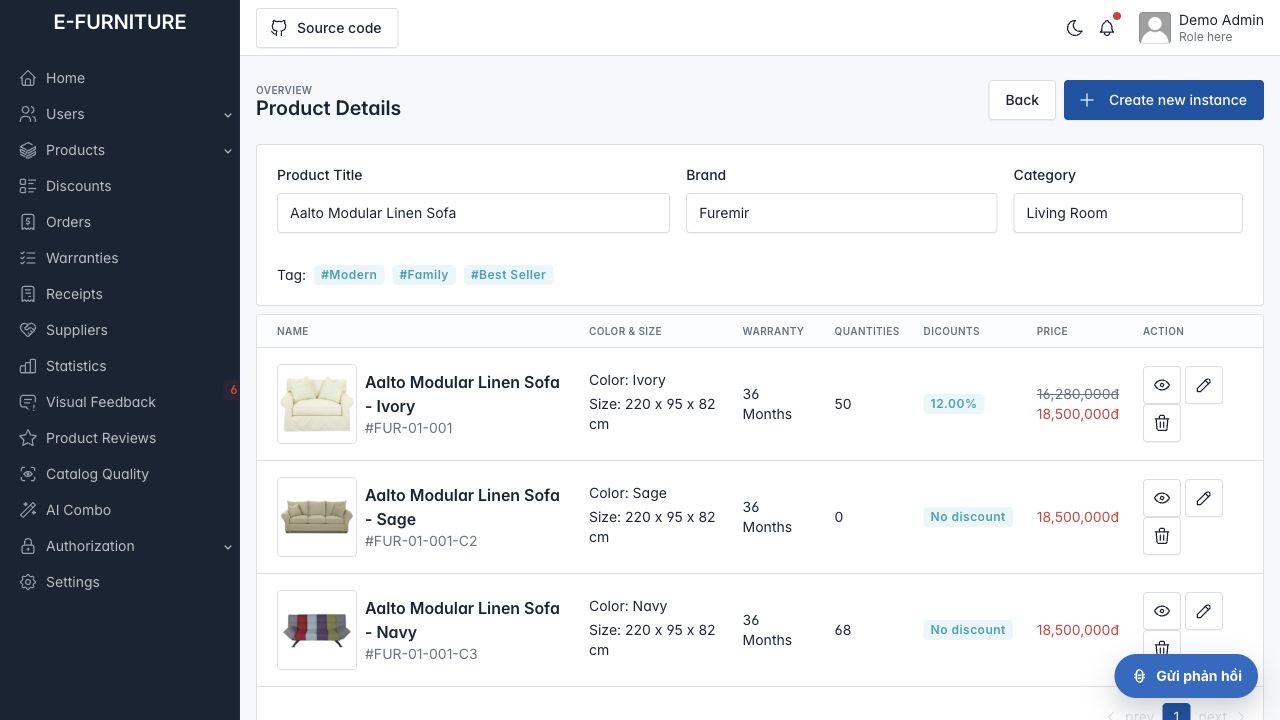 E-FURNITURE
Source code
Demo Admin
Role here
Home
Users
Products
Discounts
Orders
Warranties
Receipts
Suppliers
Statistics
6
Visual Feedback
Product Reviews
Catalog Quality
AI Combo
Authorization
Settings
OVERVIEW
Product Details
Back
Create new instance
Product Title
Brand
Category
Aalto Modular Linen Sofa
Furemir
Living Room
Tag: #Modern #Family #Best Seller
NAME COLOR & SIZE WARRANTY QUANTITIES DICOUNTS PRICE ACTION
Aalto Modular Linen Sofa
- Ivory
#FUR-01-001
Color: Ivory
Size: 220 x 95 x 82
cm
36
Months
50
12.00%
16,280,000đ
18,500,000đ
Aalto Modular Linen Sofa
- Sage
#FUR-01-001-C2
Color: Sage
Size: 220 x 95 x 82
cm
36
Months
0
No discount
18,500,000đ
Aalto Modular Linen Sofa
- Navy
#FUR-01-001-C3
Color: Navy
Size: 220 x 95 x 82
cm
36
Months
68
No discount
18,500,000đ
Gửi phản hồi
prev 1 next